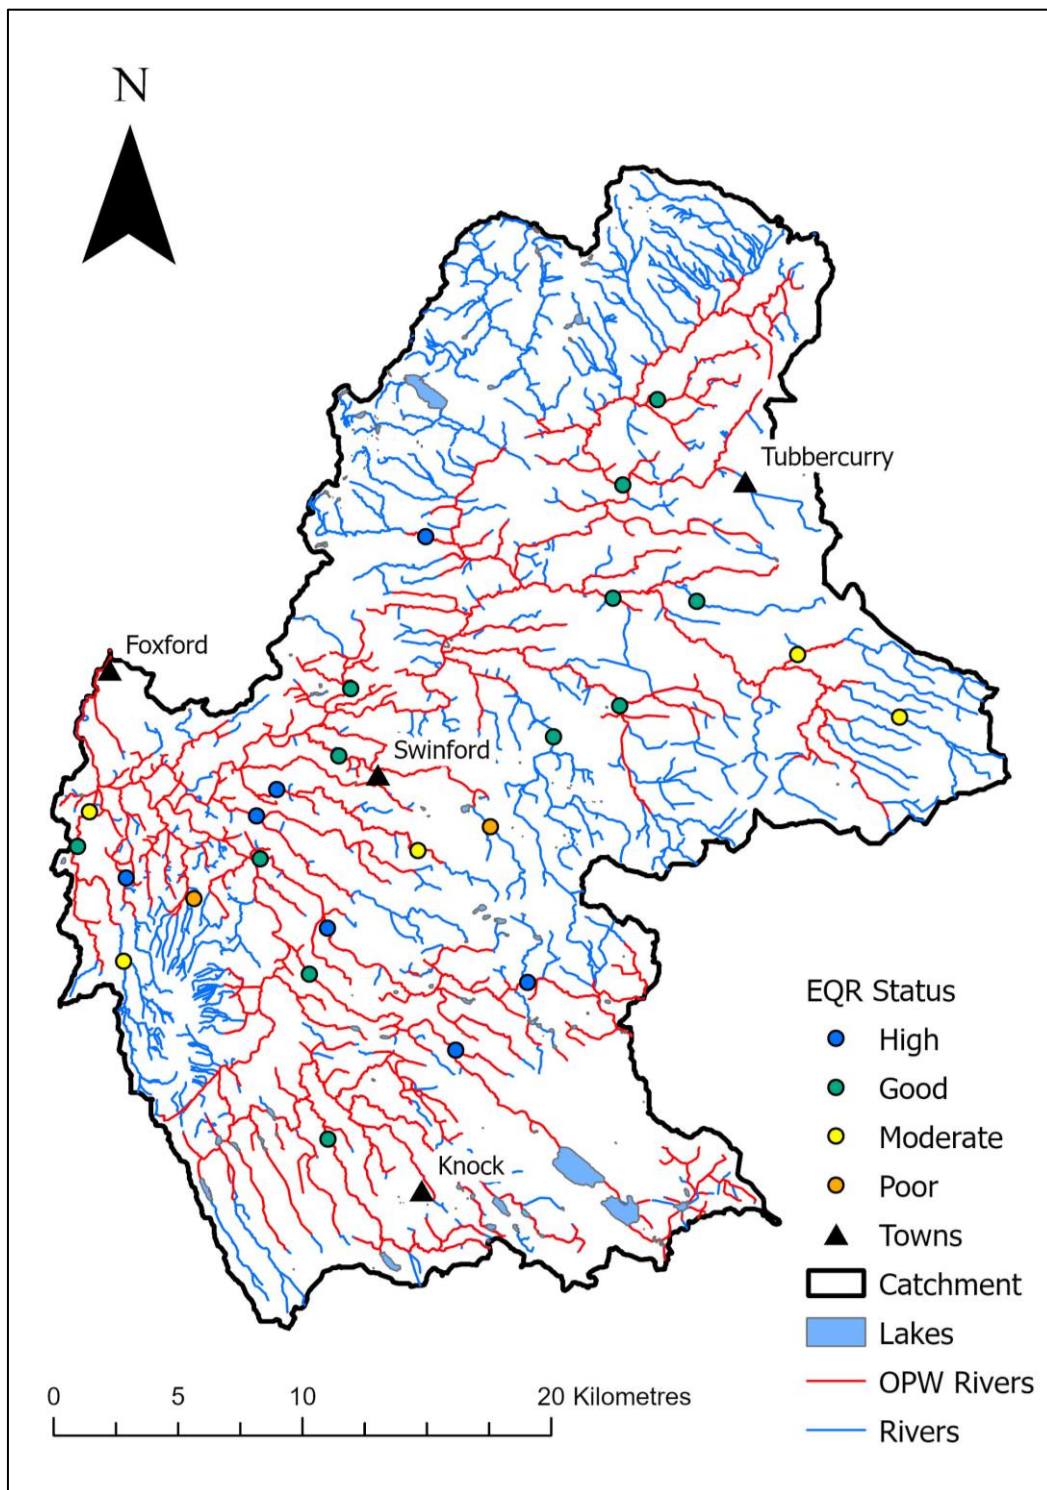 N
Tubbercurry
Foxford
Swinford
Knock
EQR Status
High
Good
Moderate
Poor
Towns
Catchment
Lakes
OPW Rivers
Rivers
0 5 10 20 Kilometres